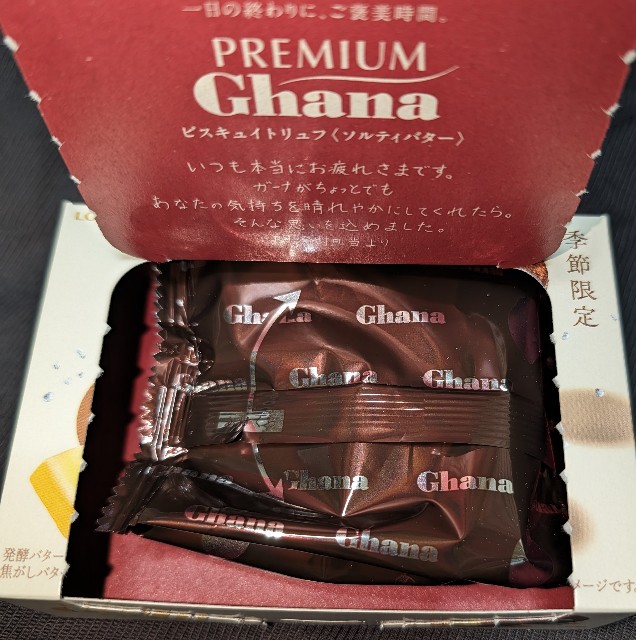 一日の終わりに、ご褒美時間。
PREMIUM
Ghana
ビスキュイトリュフ〈ソルティバター〉
いつも本当にお疲れさまです。
ガーナがちょっとでも
あなたの気持ちを晴れやかにしてくれたら。
そんな思いを込めました。
季節限定
Ghana
Ghana
Ghana
Ghana
Ghana
Ghana
Ghana
Ghana
発酵バター
焦がしバター
メージです。